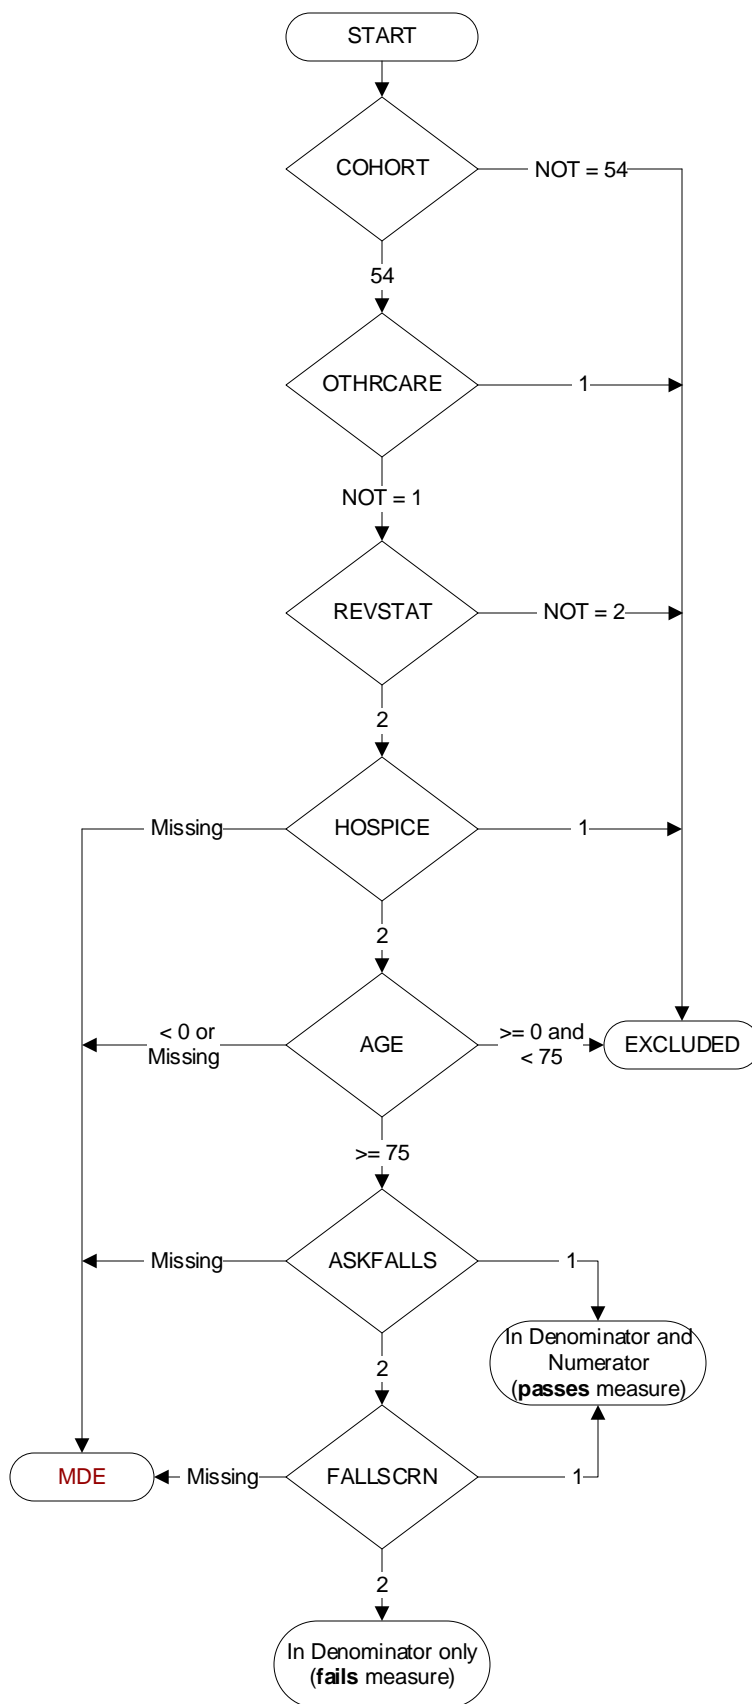 START
COHORT
NOT = 54
54
OTHRCARE
1
NOT = 1
REVSTAT
NOT = 2
2
Missing
HOSPICE
1
2
< 0 or
Missing
AGE
>= 0 and
< 75
EXCLUDED
>= 75
Missing
ASKFALLS
1
In Denominator and
Numerator
(passes measure)
2
MDE
Missing
FALLSCRN
1
2
In Denominator only
(fails measure)